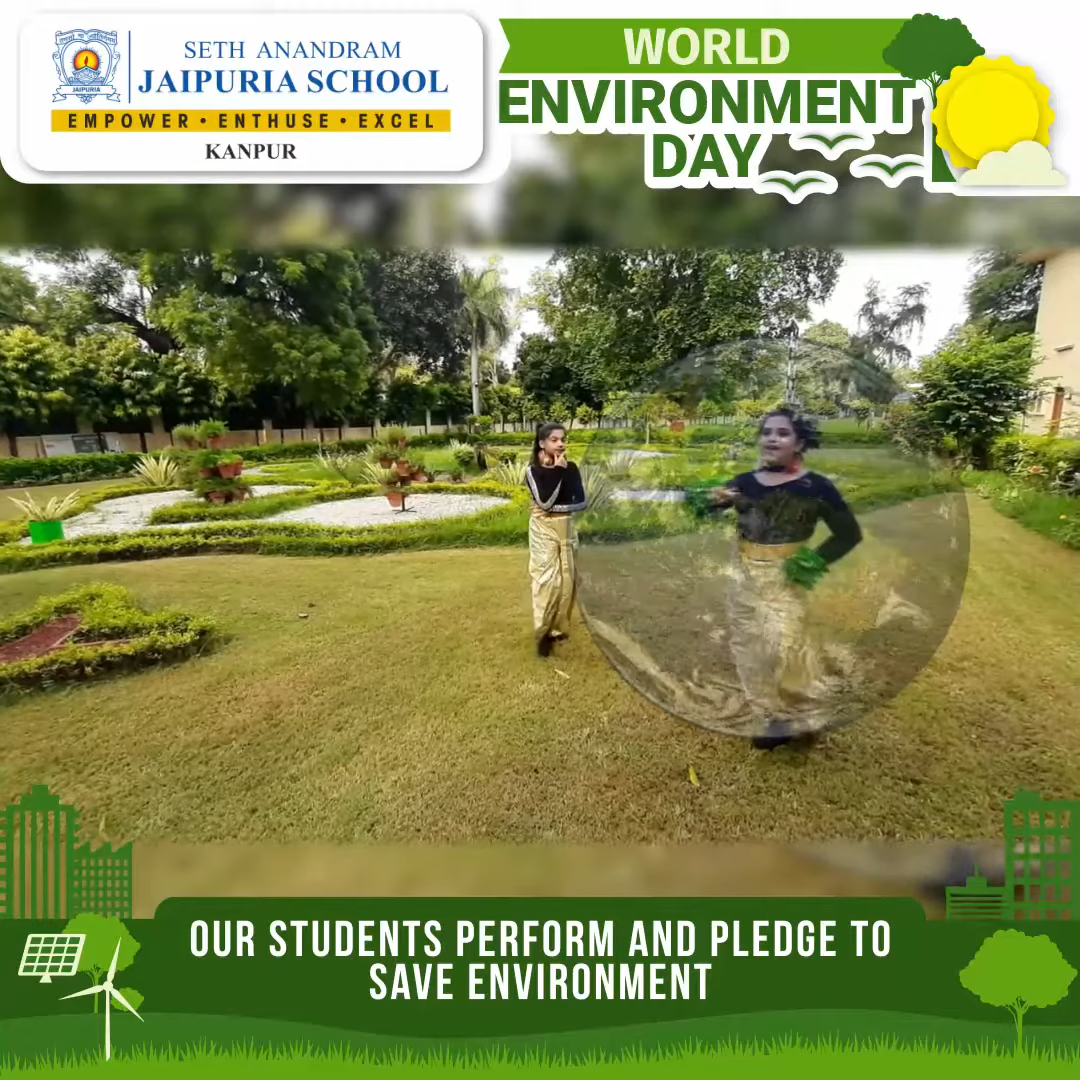 SETH ANANDRAM
JAIPURIA SCHOOL
JAIPURIA
EMPOWER • ENTHUSE • EXCEL
KANPUR
WORLD
ENVIRONMENT
DAY
OUR STUDENTS PERFORM AND PLEDGE TO
SAVE ENVIRONMENT